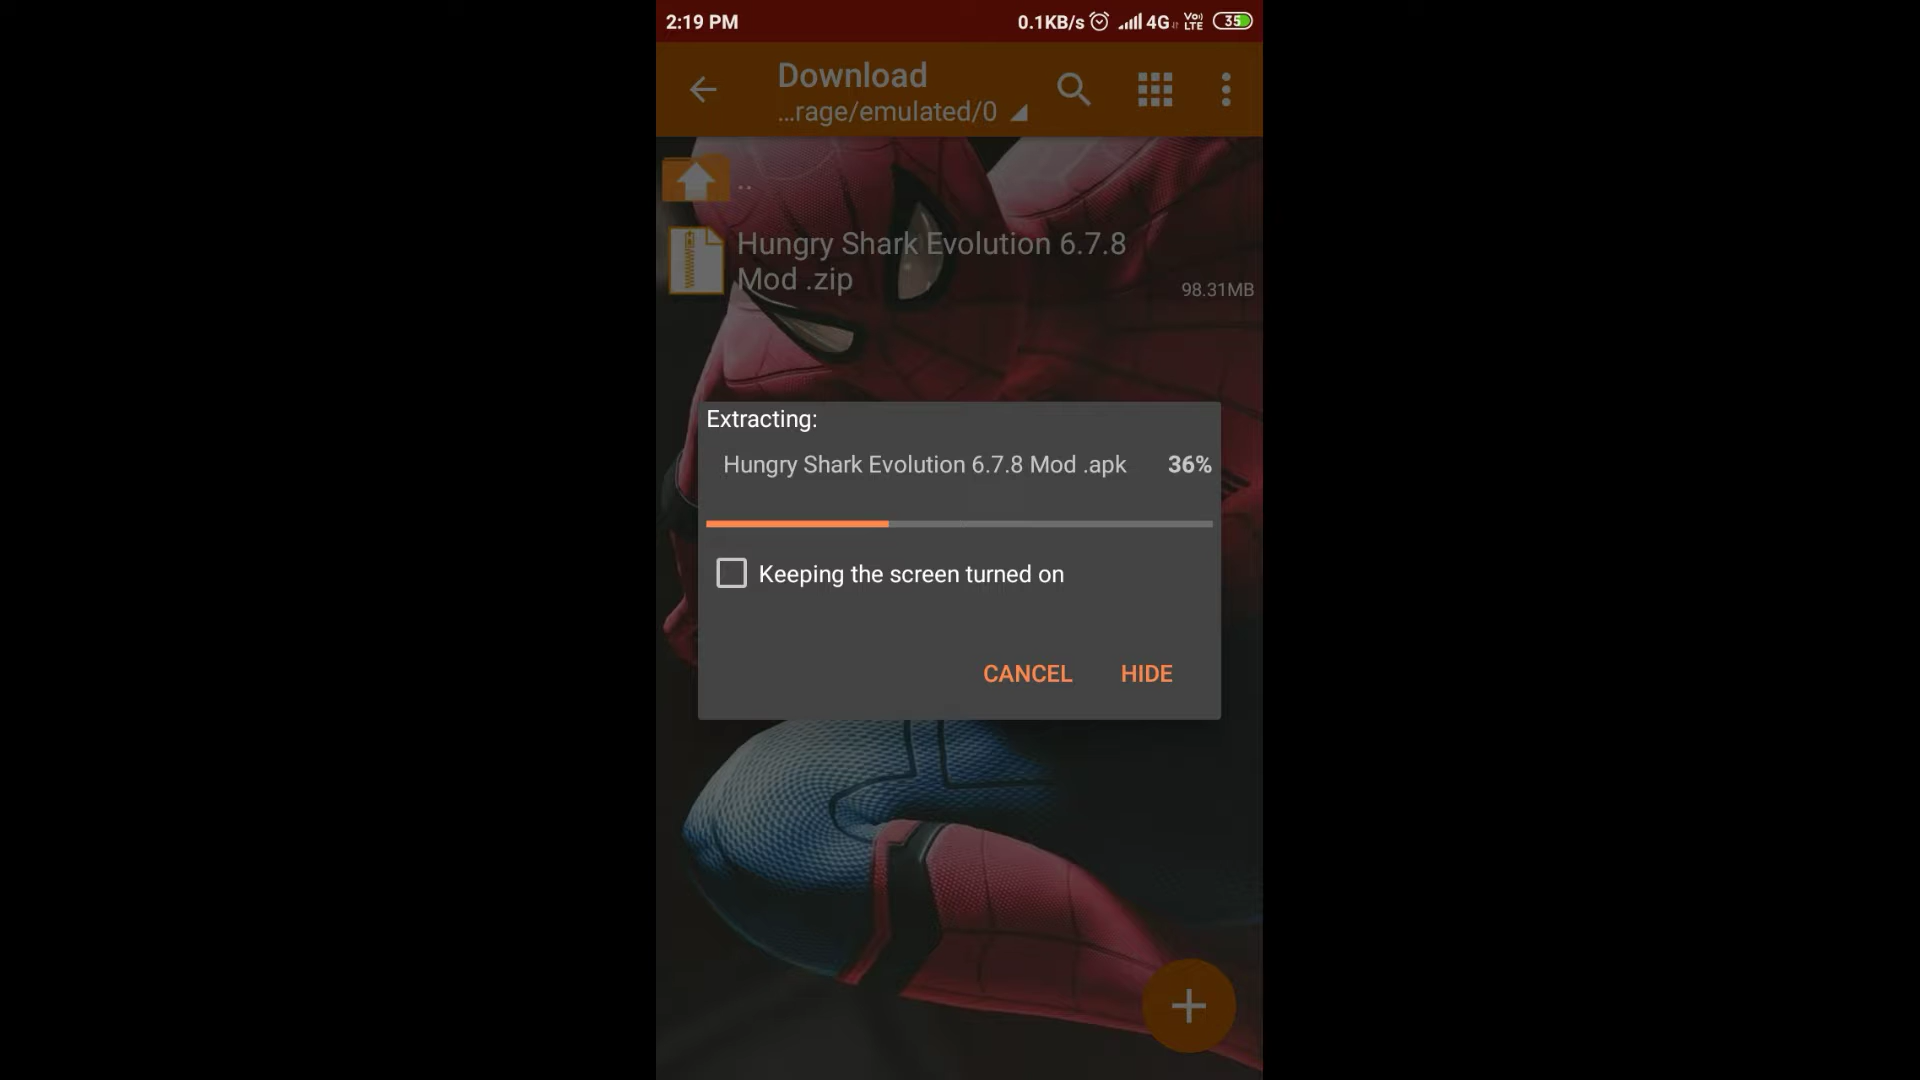 2:19 PM
0.1KB/s 4G Vo) LTE 35
Download
...rage/emulated/0
..
Hungry Shark Evolution 6.7.8
Mod .zip
98.31MB
Extracting:
Hungry Shark Evolution 6.7.8 Mod .apk 36%
Keeping the screen turned on
CANCEL HIDE